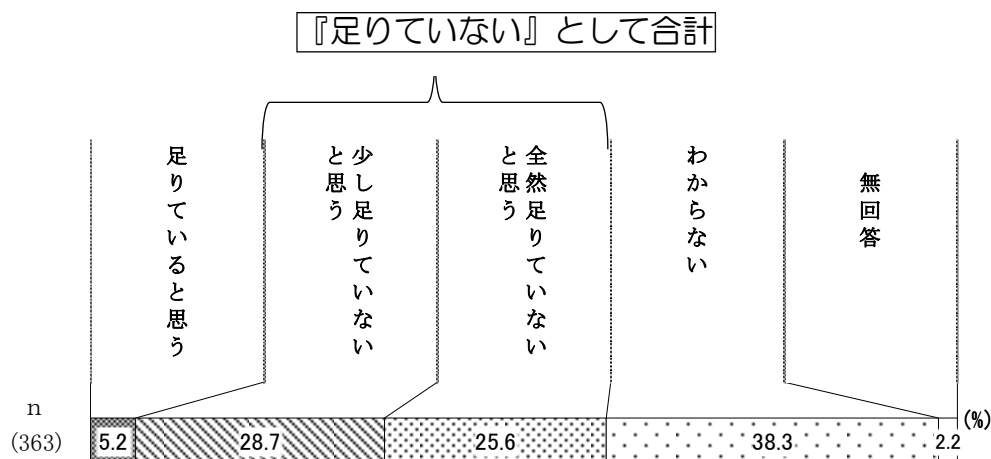 『足りていない』として合計
足りていると思う
少し足りていない
と思う
全然足りていない
と思う
わからない
無回答
n
(363)
5.2
28.7
25.6
38.3
2.2
(%)